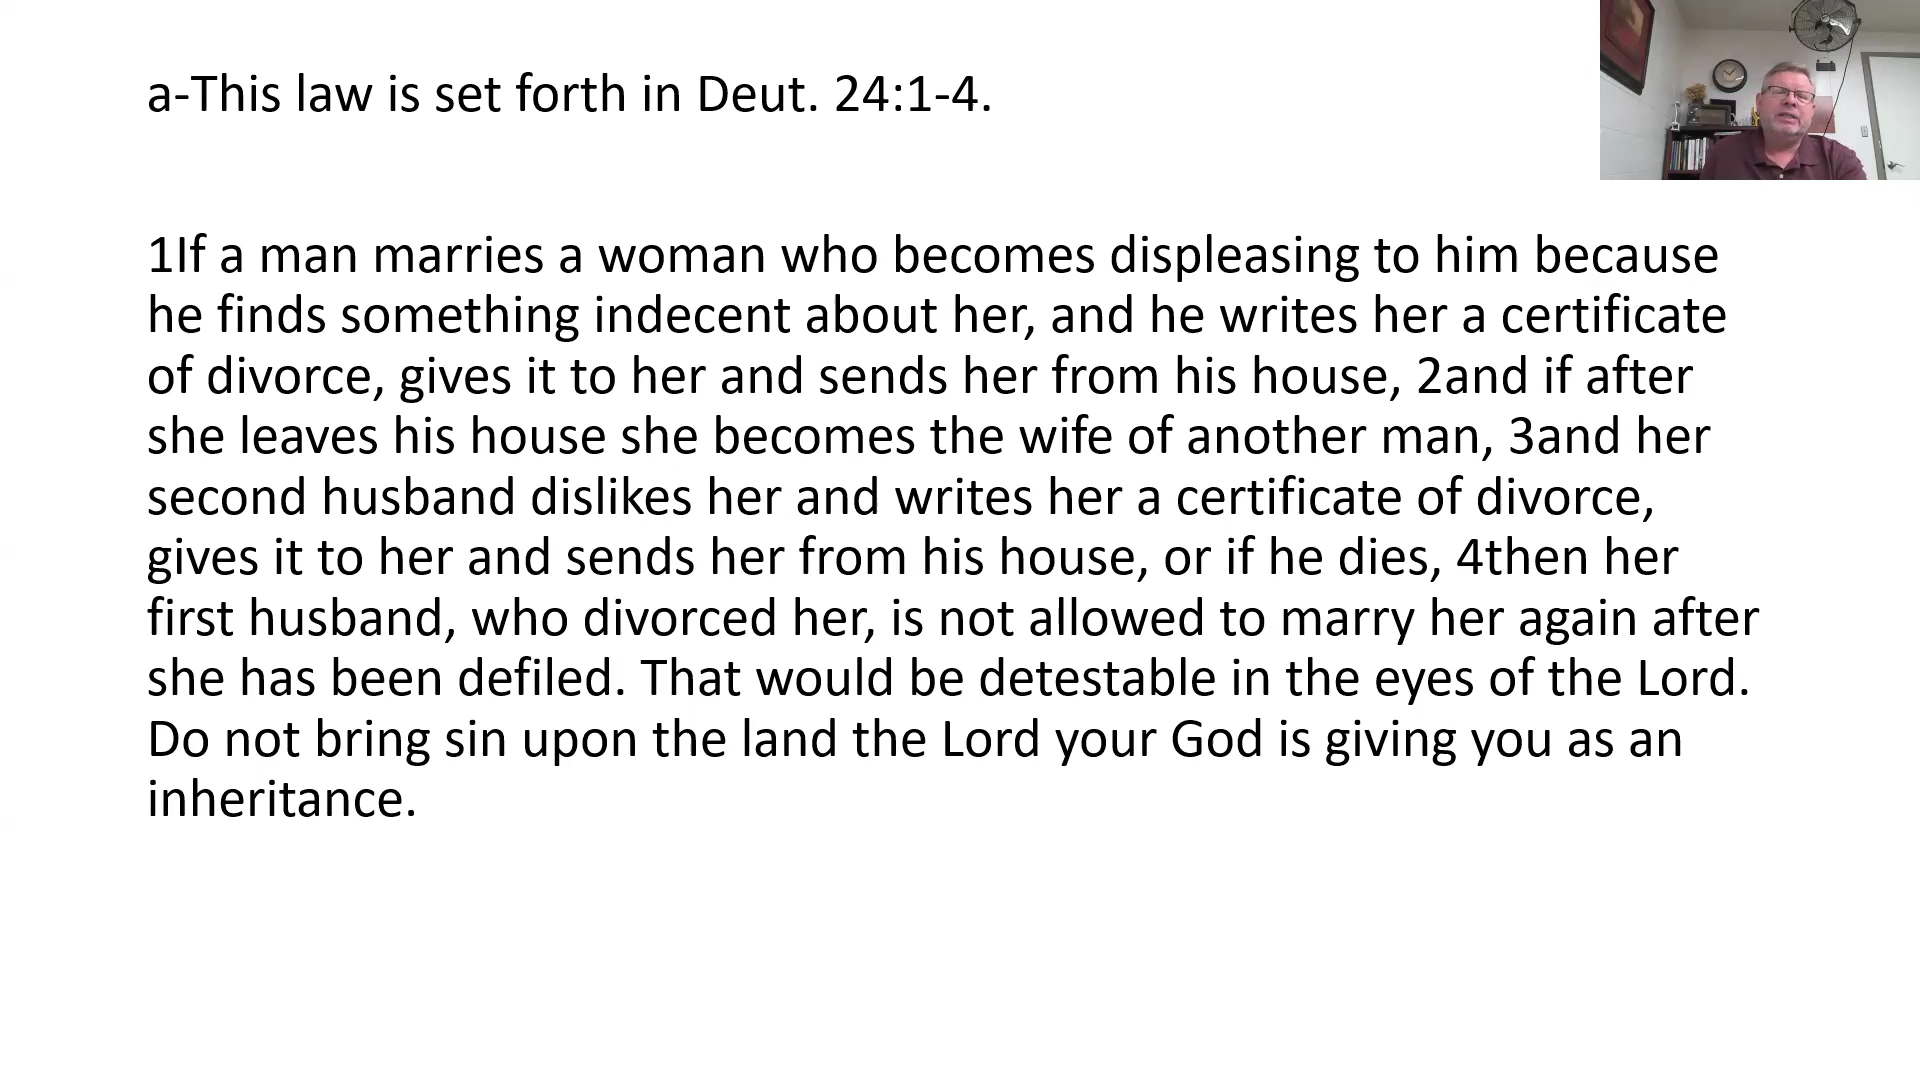 a-This law is set forth in Deut. 24:1-4.
1If a man marries a woman who becomes displeasing to him because
he finds something indecent about her, and he writes her a certificate
of divorce, gives it to her and sends her from his house, 2and if after
she leaves his house she becomes the wife of another man, 3and her
second husband dislikes her and writes her a certificate of divorce,
gives it to her and sends her from his house, or if he dies, 4then her
first husband, who divorced her, is not allowed to marry her again after
she has been defiled. That would be detestable in the eyes of the Lord.
Do not bring sin upon the land the Lord your God is giving you as an
inheritance.